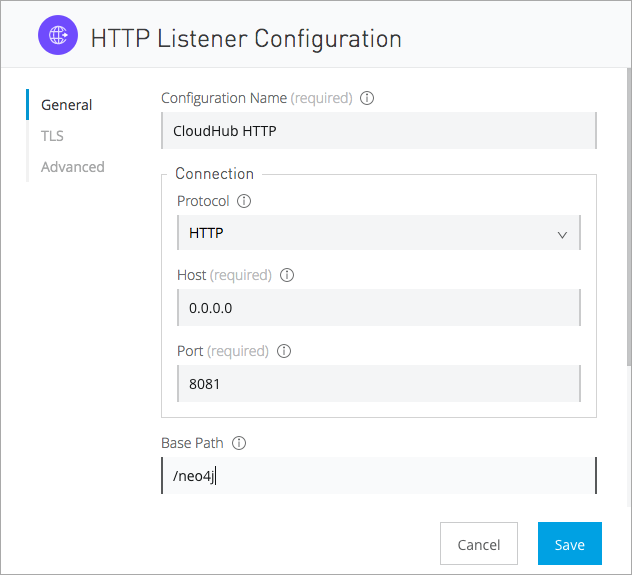 HTTP Listener Configuration
General
TLS
Advanced
Configuration Name (required)
CloudHub HTTP
Connection
Protocol
HTTP
Host (required)
0.0.0.0
Port (required)
8081
Base Path
/neo4j
Cancel
Save